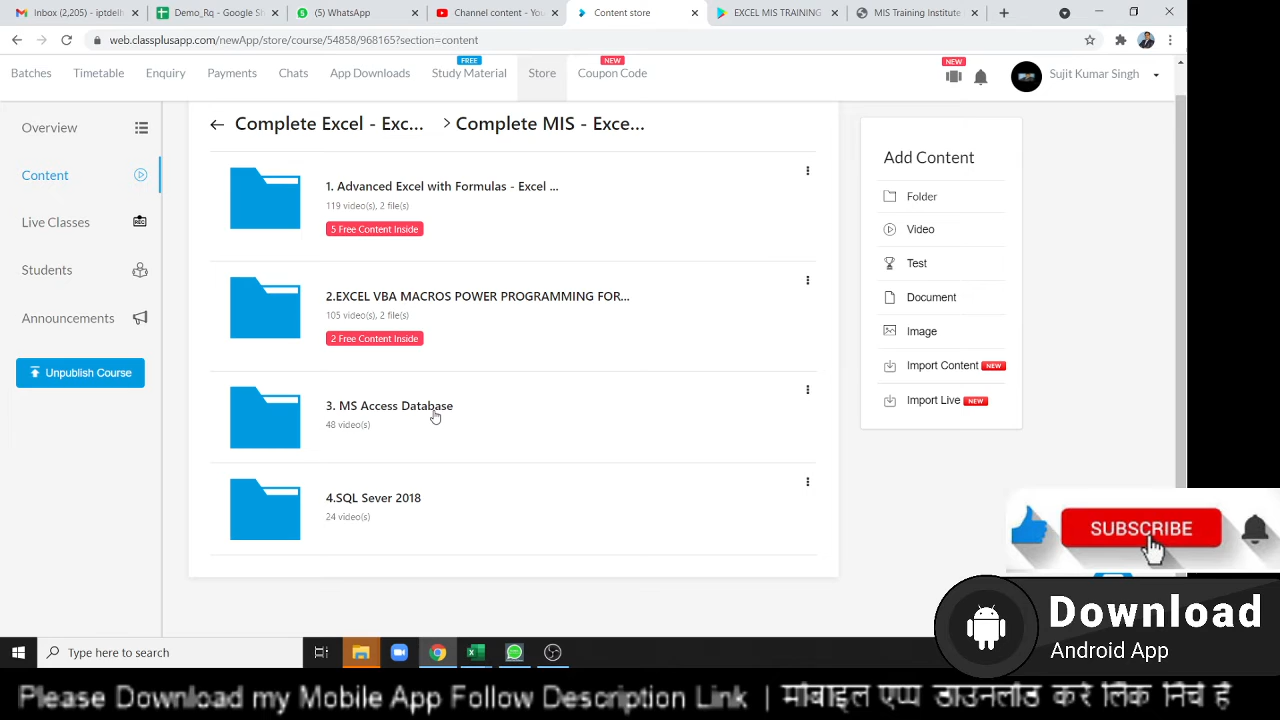 Inbox (2,205) - iptdelh
Demo_Rq - Google Sh
(5) WhatsApp
Channel content - You
Content store
EXCEL MIS TRAINING
MIS Training Institute
web.classplusapp.com/newApp/store/course/54858/968165?section=content
FREE
NEW
NEW
Batches
Timetable
Enquiry
Payments
Chats
App Downloads
Study Material
Store
Coupon Code
Sujit Kumar Singh
Overview
Content
Live Classes
REC
Students
Announcements
Unpublish Course
← Complete Excel - Exc... > Complete MIS - Exce...
1. Advanced Excel with Formulas - Excel ...
119 video(s), 2 file(s)
5 Free Content Inside
2.EXCEL VBA MACROS POWER PROGRAMMING FOR...
105 video(s), 2 file(s)
2 Free Content Inside
3. MS Access Database
48 video(s)
4.SQL Sever 2018
24 video(s)
Add Content
Folder
Video
Test
Document
Image
Import Content NEW
Import Live NEW
SUBSCRIBE
Download
Android App
Type here to search
Please Download my Mobile App Follow Description Link | मोबाइल एप्प डाउनलोड करे लिंक निचे है